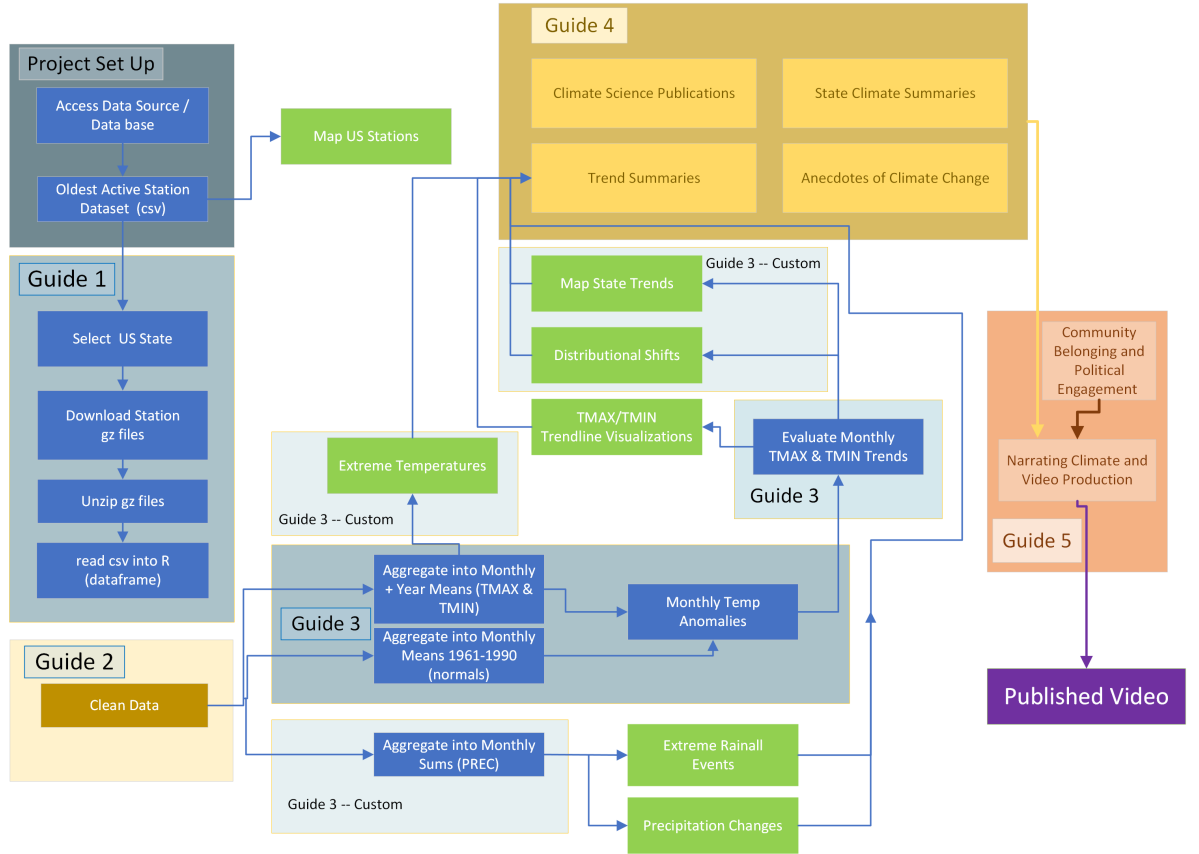 Project Set Up
Access Data Source /
Data base
Oldest Active Station
Dataset (csv)
Map US Stations
Guide 1
Select US State
Download Station
gz files
Unzip gz files
read csv into R
(dataframe)
Guide 2
Clean Data
Guide 4
Climate Science Publications
State Climate Summaries
Trend Summaries
Anecdotes of Climate Change
Guide 3 -- Custom
Map State Trends
Distributional Shifts
TMAX/TMIN
Trendline Visualizations
Evaluate Monthly
TMAX & TMIN Trends
Guide 3
Extreme Temperatures
Guide 3 -- Custom
Aggregate into Monthly
+ Year Means (TMAX &
TMIN)
Guide 3
Aggregate into Monthly
Means 1961-1990
(normals)
Monthly Temp
Anomalies
Aggregate into Monthly
Sums (PREC)
Guide 3 -- Custom
Extreme Rainall
Events
Precipitation Changes
Community
Belonging and
Political
Engagement
Narrating Climate and
Video Production
Guide 5
Published Video